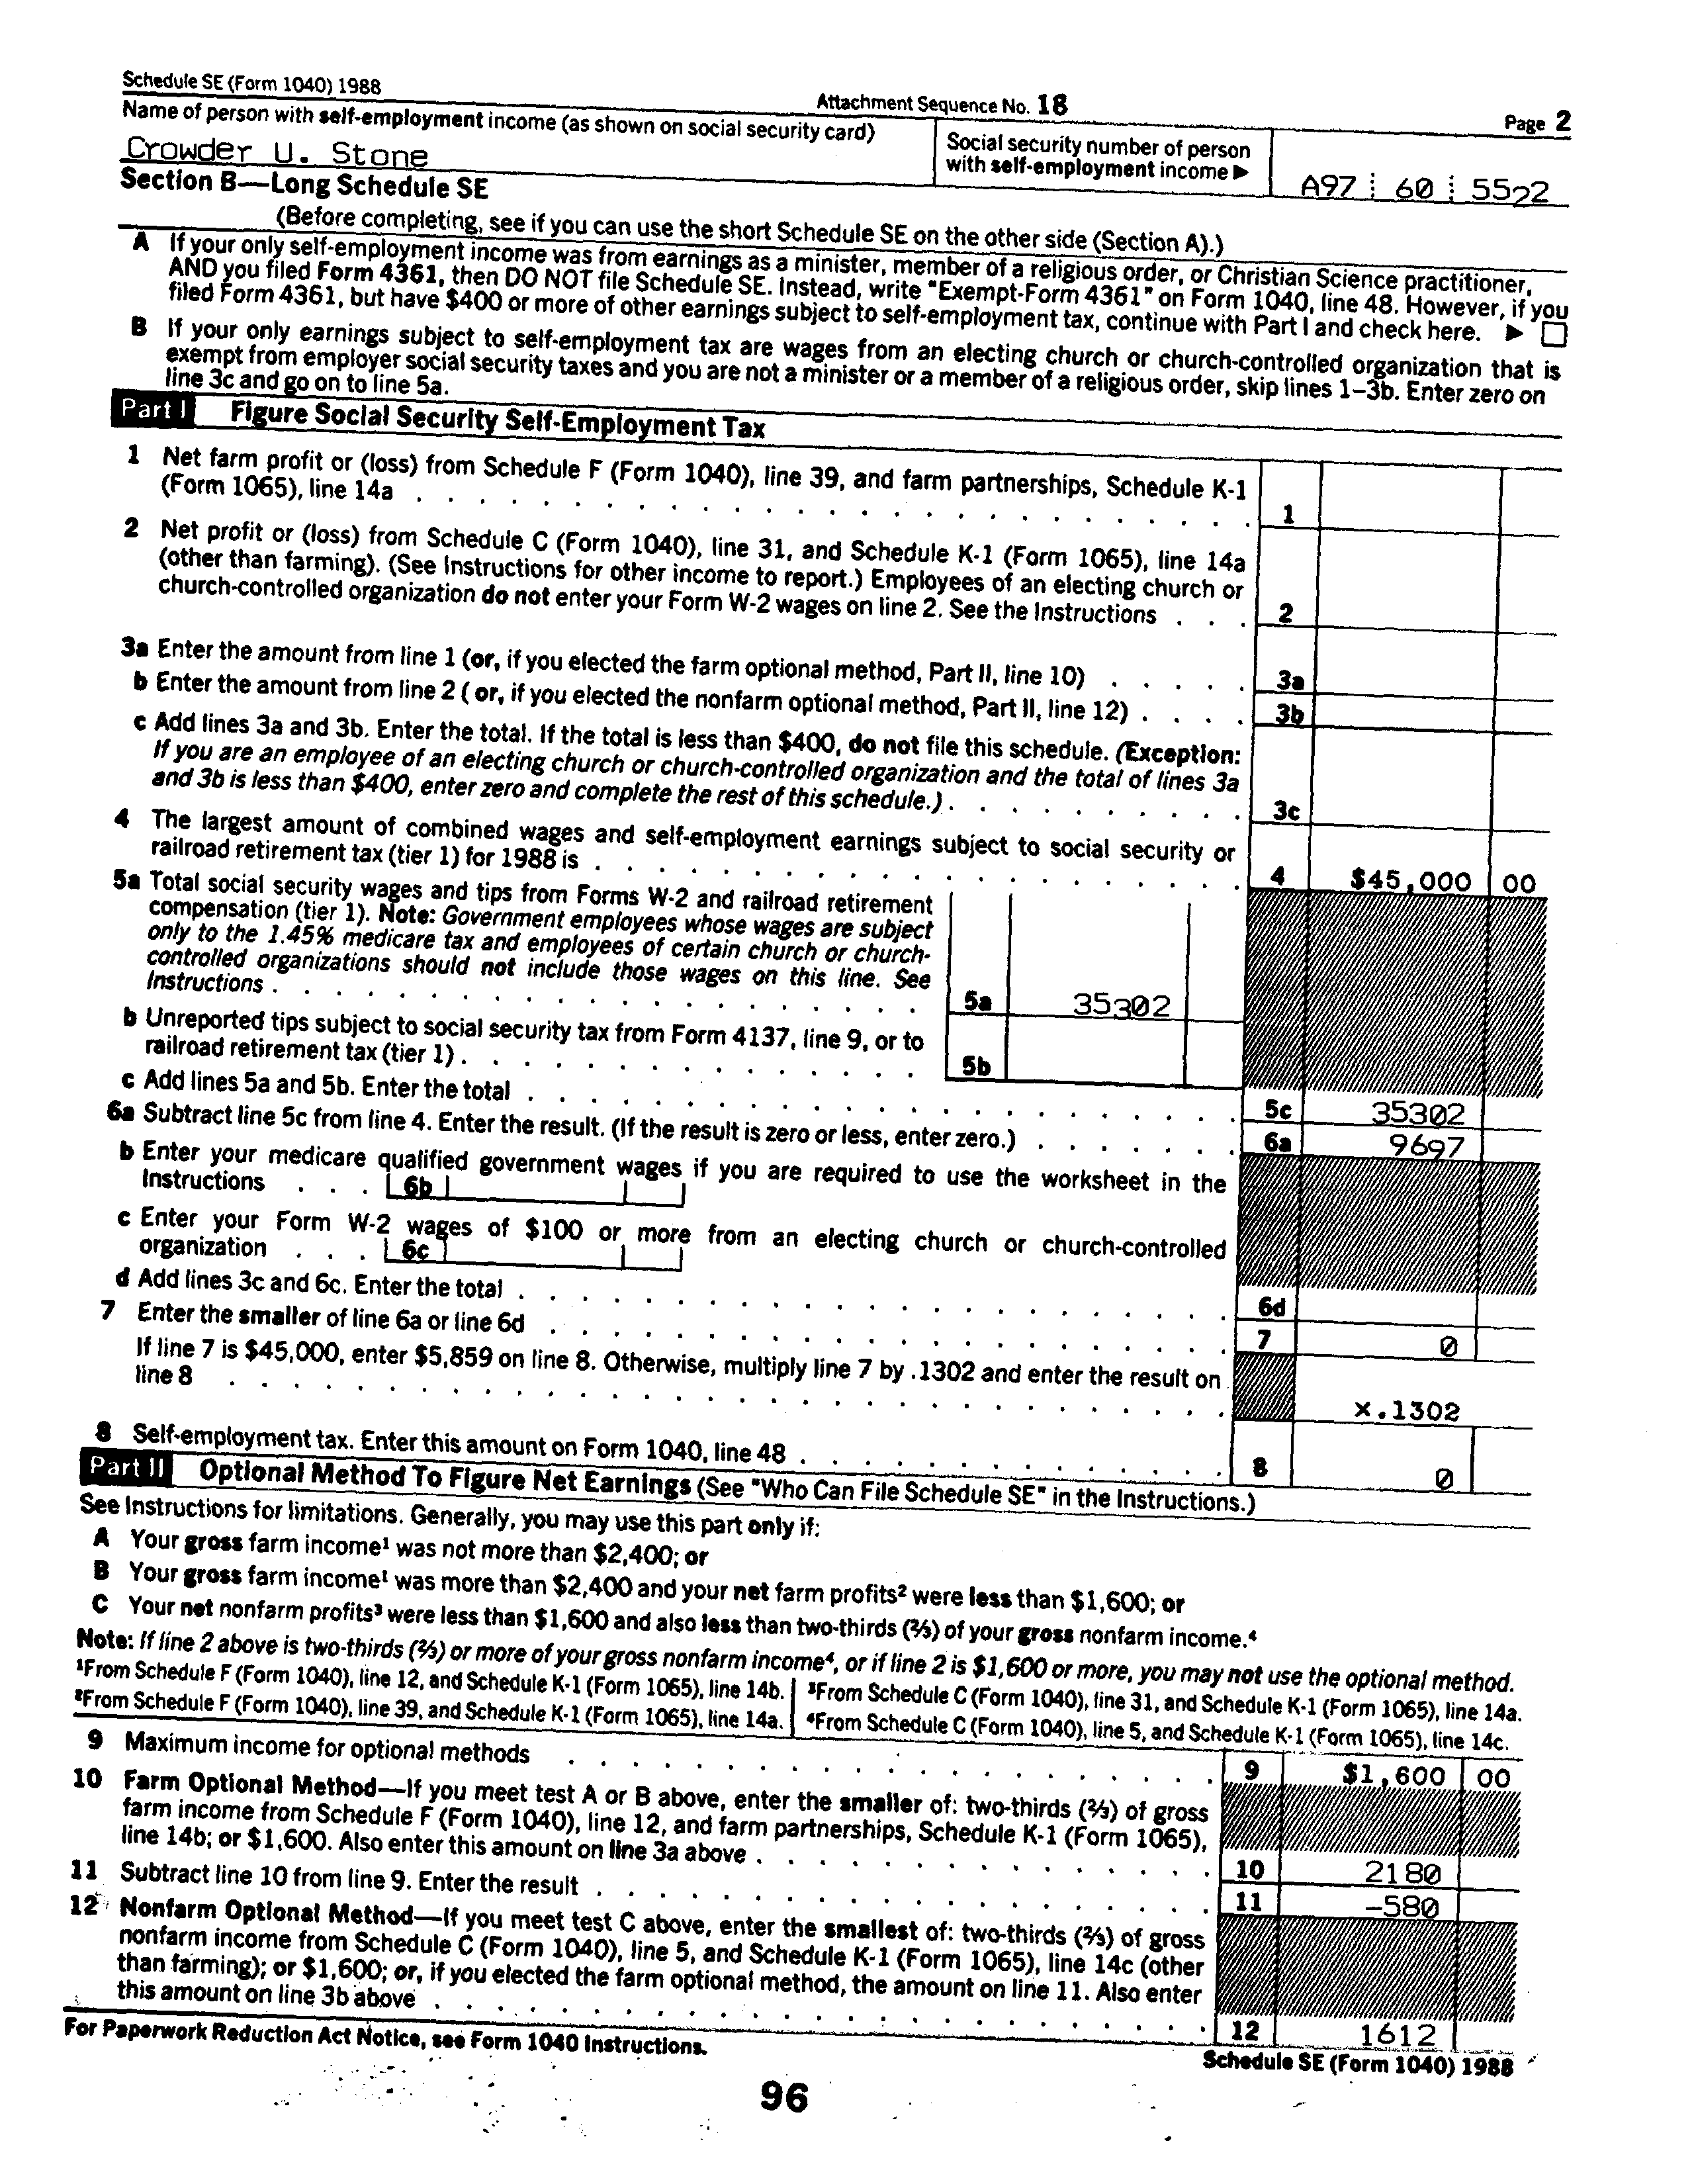 Schedule SE (Form 1040) 1988
Attachment Sequence No. 18
Page 2
Name of person with self-employment income (as shown on social security card)
Crowder U. Stone
Social security number of person
with self-employment income ▶
A97 60 5522
Section B—Long Schedule SE
(Before completing, see if you can use the short Schedule SE on the other side (Section A).)
A If your only self-employment income was from earnings as a minister, member of a religious order, or Christian Science practitioner,
AND you filed Form 4361, then DO NOT file Schedule SE. Instead, write "Exempt-Form 4361" on Form 1040, line 48. However, if you
filed Form 4361, but have $400 or more of other earnings subject to self-employment tax, continue with Part I and check here. ▶ ☐
B If your only earnings subject to self-employment tax are wages from an electing church or church-controlled organization that is
exempt from employer social security taxes and you are not a minister or a member of a religious order, skip lines 1–3b. Enter zero on
line 3c and go on to line 5a.
Part I Figure Social Security Self-Employment Tax
1 Net farm profit or (loss) from Schedule F (Form 1040), line 39, and farm partnerships, Schedule K-1
(Form 1065), line 14a . . . 1
2 Net profit or (loss) from Schedule C (Form 1040), line 31, and Schedule K-1 (Form 1065), line 14a
(other than farming). (See Instructions for other income to report.) Employees of an electing church or
church-controlled organization do not enter your Form W-2 wages on line 2. See the Instructions . . . 2
3a Enter the amount from line 1 (or, if you elected the farm optional method, Part II, line 10) . . . 3a
b Enter the amount from line 2 ( or, if you elected the nonfarm optional method, Part II, line 12) . . . 3b
c Add lines 3a and 3b. Enter the total. If the total is less than $400, do not file this schedule. (Exception:
If you are an employee of an electing church or church-controlled organization and the total of lines 3a
and 3b is less than $400, enter zero and complete the rest of this schedule.) . . . 3c
4 The largest amount of combined wages and self-employment earnings subject to social security or
railroad retirement tax (tier 1) for 1988 is . . . 4 $45,000 00
5a Total social security wages and tips from Forms W-2 and railroad retirement
compensation (tier 1). Note: Government employees whose wages are subject
only to the 1.45% medicare tax and employees of certain church or church-
controlled organizations should not include those wages on this line. See
Instructions . . . 5a 35302
b Unreported tips subject to social security tax from Form 4137, line 9, or to
railroad retirement tax (tier 1) . . . 5b
c Add lines 5a and 5b. Enter the total . . . 5c 35302
6a Subtract line 5c from line 4. Enter the result. (If the result is zero or less, enter zero.) . . . 6a 9697
b Enter your medicare qualified government wages if you are required to use the worksheet in the
Instructions . . . 6b
c Enter your Form W-2 wages of $100 or more from an electing church or church-controlled
organization . . . 6c
d Add lines 3c and 6c. Enter the total . . . 6d
7 Enter the smaller of line 6a or line 6d . . . 7 0
If line 7 is $45,000, enter $5,859 on line 8. Otherwise, multiply line 7 by .1302 and enter the result on
line 8 . . . x.1302
8 Self-employment tax. Enter this amount on Form 1040, line 48 . . . 8 0
Part II Optional Method To Figure Net Earnings (See "Who Can File Schedule SE" in the Instructions.)
See Instructions for limitations. Generally, you may use this part only if:
A Your gross farm income¹ was not more than $2,400; or
B Your gross farm income¹ was more than $2,400 and your net farm profits² were less than $1,600; or
C Your net nonfarm profits³ were less than $1,600 and also less than two-thirds (⅔) of your gross nonfarm income.⁴
Note: If line 2 above is two-thirds (⅔) or more of your gross nonfarm income⁴, or if line 2 is $1,600 or more, you may not use the optional method.
¹From Schedule F (Form 1040), line 12, and Schedule K-1 (Form 1065), line 14b.
³From Schedule C (Form 1040), line 31, and Schedule K-1 (Form 1065), line 14a.
²From Schedule F (Form 1040), line 39, and Schedule K-1 (Form 1065), line 14a.
⁴From Schedule C (Form 1040), line 5, and Schedule K-1 (Form 1065), line 14c.
9 Maximum income for optional methods . . . 9 $1,600 00
10 Farm Optional Method—If you meet test A or B above, enter the smaller of: two-thirds (⅔) of gross
farm income from Schedule F (Form 1040), line 12, and farm partnerships, Schedule K-1 (Form 1065),
line 14b; or $1,600. Also enter this amount on line 3a above . . . 10 2180
11 Subtract line 10 from line 9. Enter the result . . . 11 -580
12 Nonfarm Optional Method—If you meet test C above, enter the smallest of: two-thirds (⅔) of gross
nonfarm income from Schedule C (Form 1040), line 5, and Schedule K-1 (Form 1065), line 14c (other
than farming); or $1,600; or, if you elected the farm optional method, the amount on line 11. Also enter
this amount on line 3b above . . . 12 1612
For Paperwork Reduction Act Notice, see Form 1040 Instructions.
Schedule SE (Form 1040) 1988
96